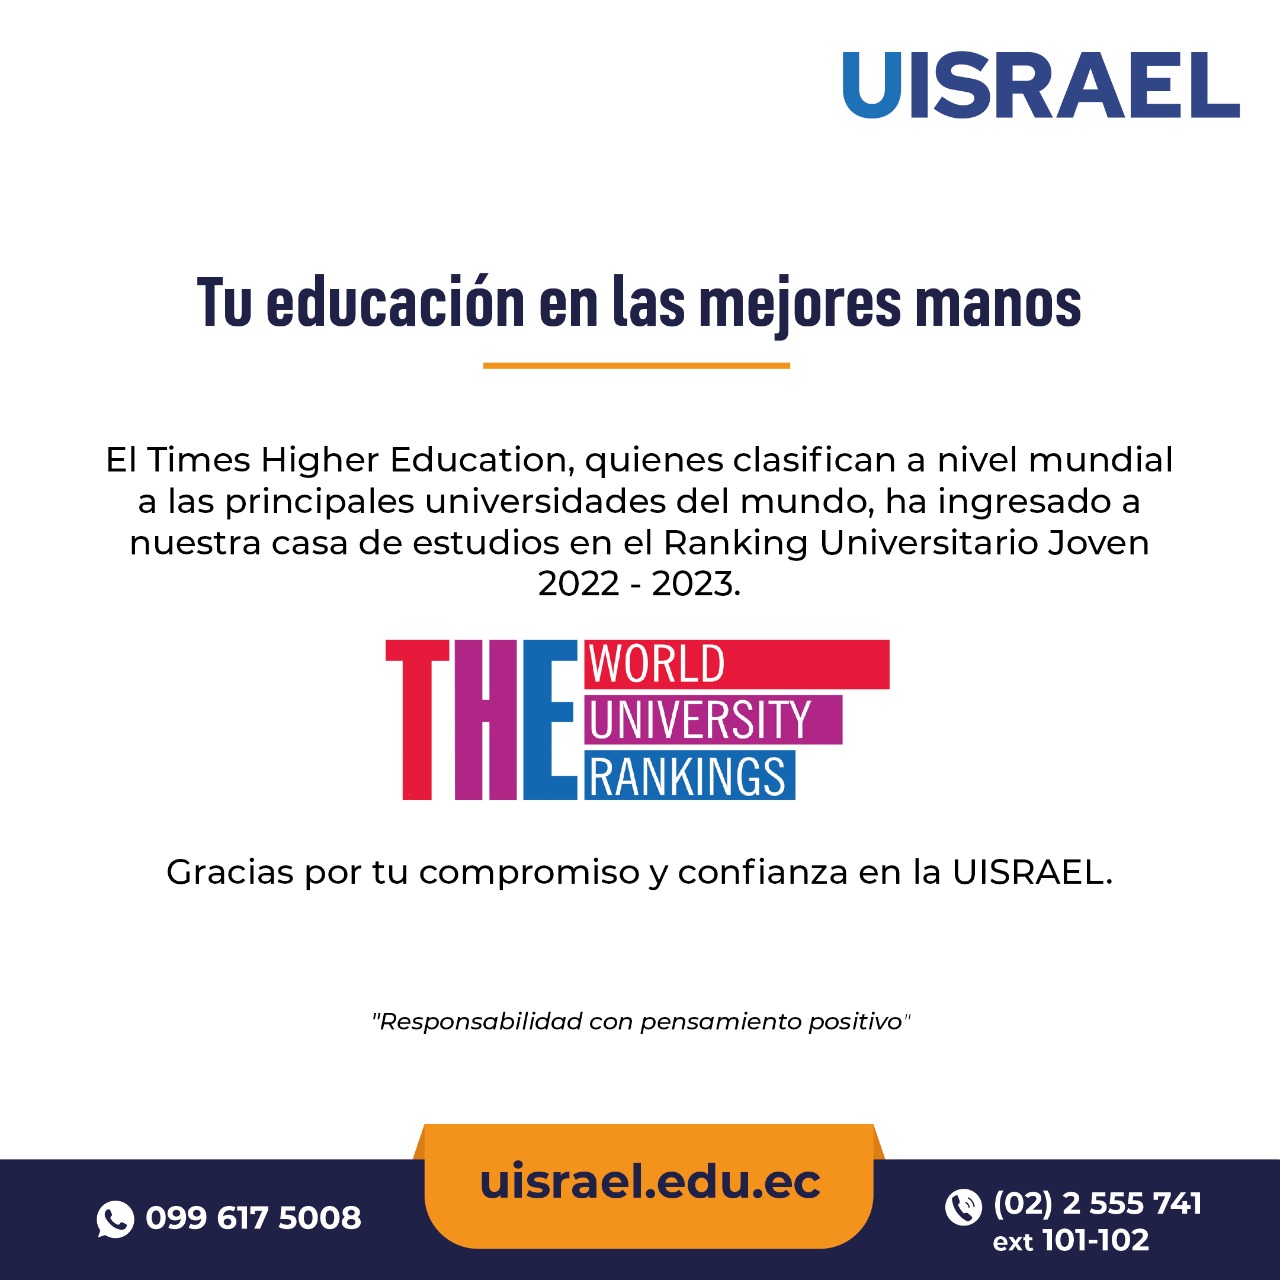 UISRAEL
Tu educación en las mejores manos
El Times Higher Education, quienes clasifican a nivel mundial
a las principales universidades del mundo, ha ingresado a
nuestra casa de estudios en el Ranking Universitario Joven
2022 - 2023.
THE WORLD
UNIVERSITY
RANKINGS
Gracias por tu compromiso y confianza en la UISRAEL.
"Responsabilidad con pensamiento positivo"
uisrael.edu.ec
099 617 5008
(02) 2 555 741
ext 101-102